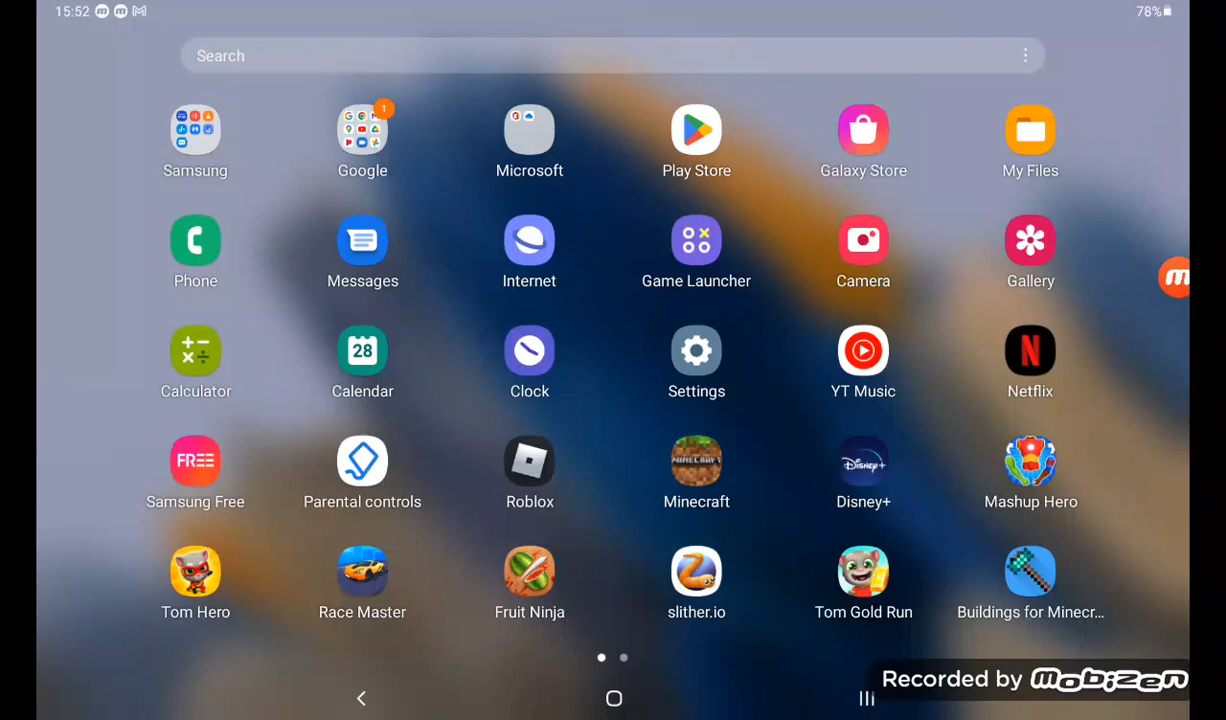 15:52 78%
Search
1
Samsung Google Microsoft Play Store Galaxy Store My Files
Phone Messages Internet Game Launcher Camera Gallery
28
Calculator Calendar Clock Settings YT Music Netflix
FREE MINECRAFT Disney+
Samsung Free Parental controls Roblox Minecraft Disney+ Mashup Hero
Tom Hero Race Master Fruit Ninja slither.io Tom Gold Run Buildings for Minecr...
Recorded by mobizen